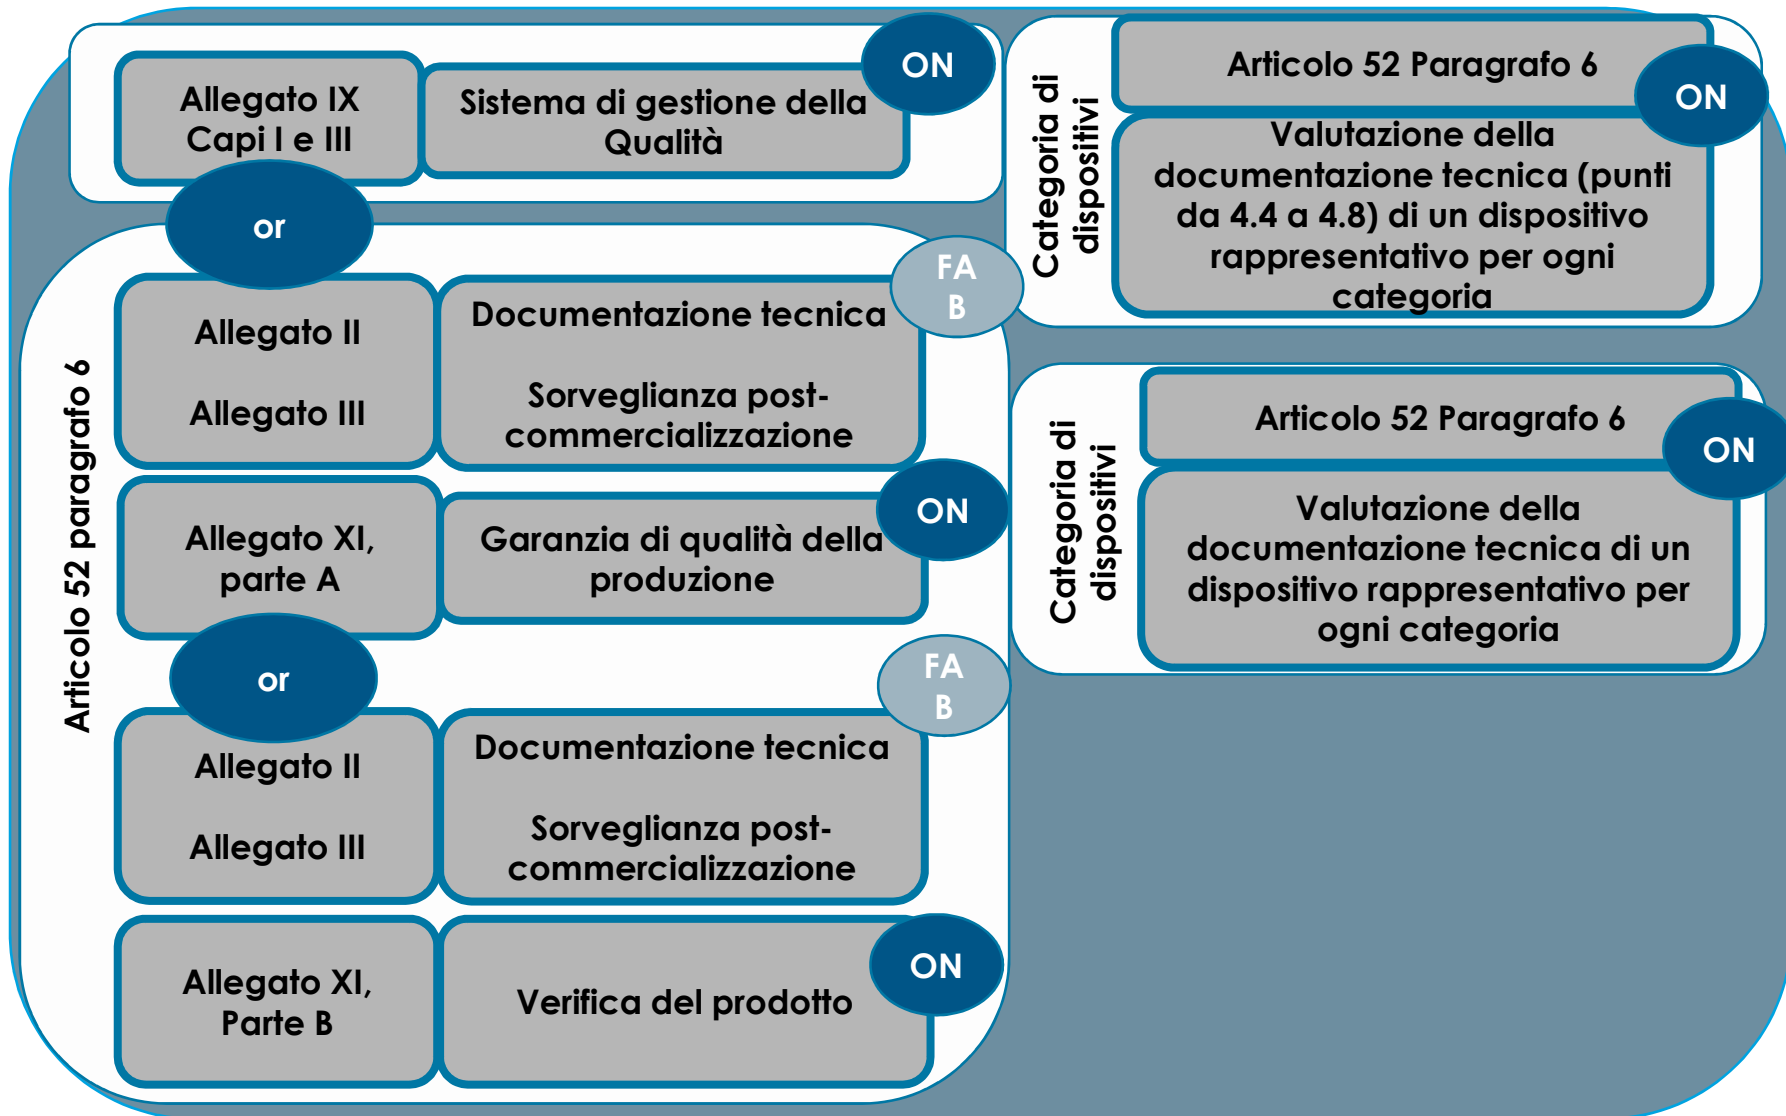 Allegato IX
Capi I e III
Sistema di gestione della
Qualità
ON
or
Articolo 52 paragrafo 6
Allegato II
Allegato III
Documentazione tecnica
Sorveglianza post-
commercializzazione
FA
B
Allegato XI,
parte A
Garanzia di qualità della
produzione
ON
or
Allegato II
Allegato III
Documentazione tecnica
Sorveglianza post-
commercializzazione
FA
B
Allegato XI,
Parte B
Verifica del prodotto
ON
Categoria di
dispositivi
Articolo 52 Paragrafo 6
ON
Valutazione della
documentazione tecnica (punti
da 4.4 a 4.8) di un dispositivo
rappresentativo per ogni
categoria
Categoria di
dispositivi
Articolo 52 Paragrafo 6
ON
Valutazione della
documentazione tecnica di un
dispositivo rappresentativo per
ogni categoria